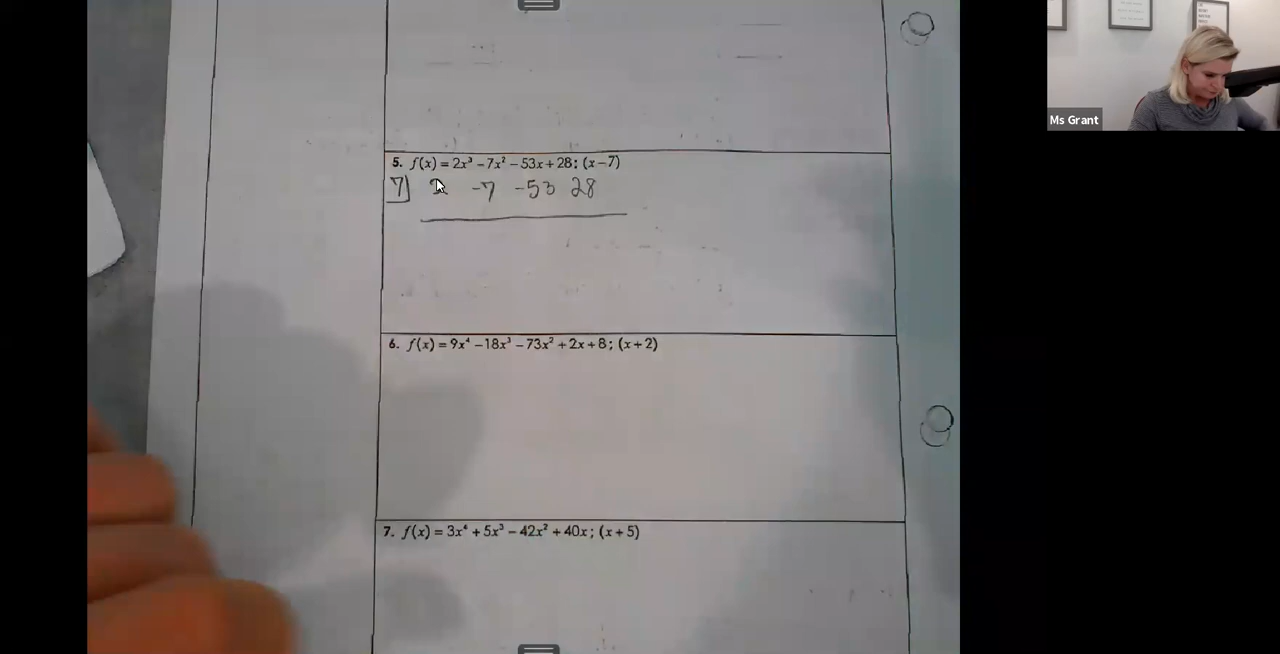 Ms Grant
5. f(x) = 2x³ − 7x² − 53x + 28; (x − 7)
7 2 -7 -53 28
6. f(x) = 9x⁴ − 18x³ − 73x² + 2x + 8; (x + 2)
7. f(x) = 3x⁴ + 5x³ − 42x² + 40x; (x + 5)